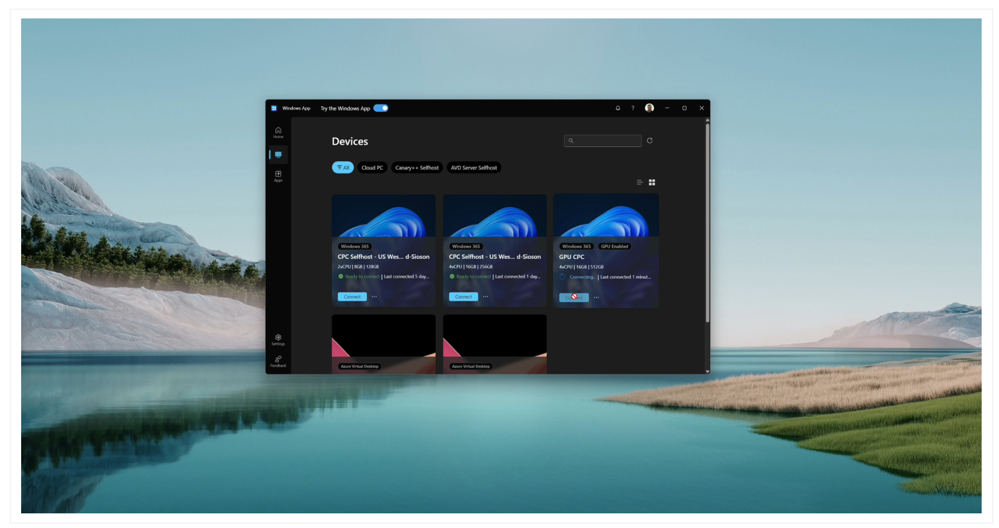 Windows App
Try the Windows App
?
Home
Devices
Apps
All
Cloud PC
Canary++ Selfhost
AVD Server Selfhost
Windows 365
CPC Selfhost - US Wes... d-Sioson
2vCPU | 8GB | 128GB
Ready to connect | Last connected 5 day...
Connect
...
Windows 365
CPC Selfhost - US Wes... d-Sioson
4vCPU | 16GB | 256GB
Ready to connect | Last connected 1 day...
Connect
...
Windows 365
GPU Enabled
GPU CPC
4vCPU | 16GB | 512GB
Connecting... | Last connected 1 minut...
Connect
...
Azure Virtual Desktop
Azure Virtual Desktop
Settings
Feedback